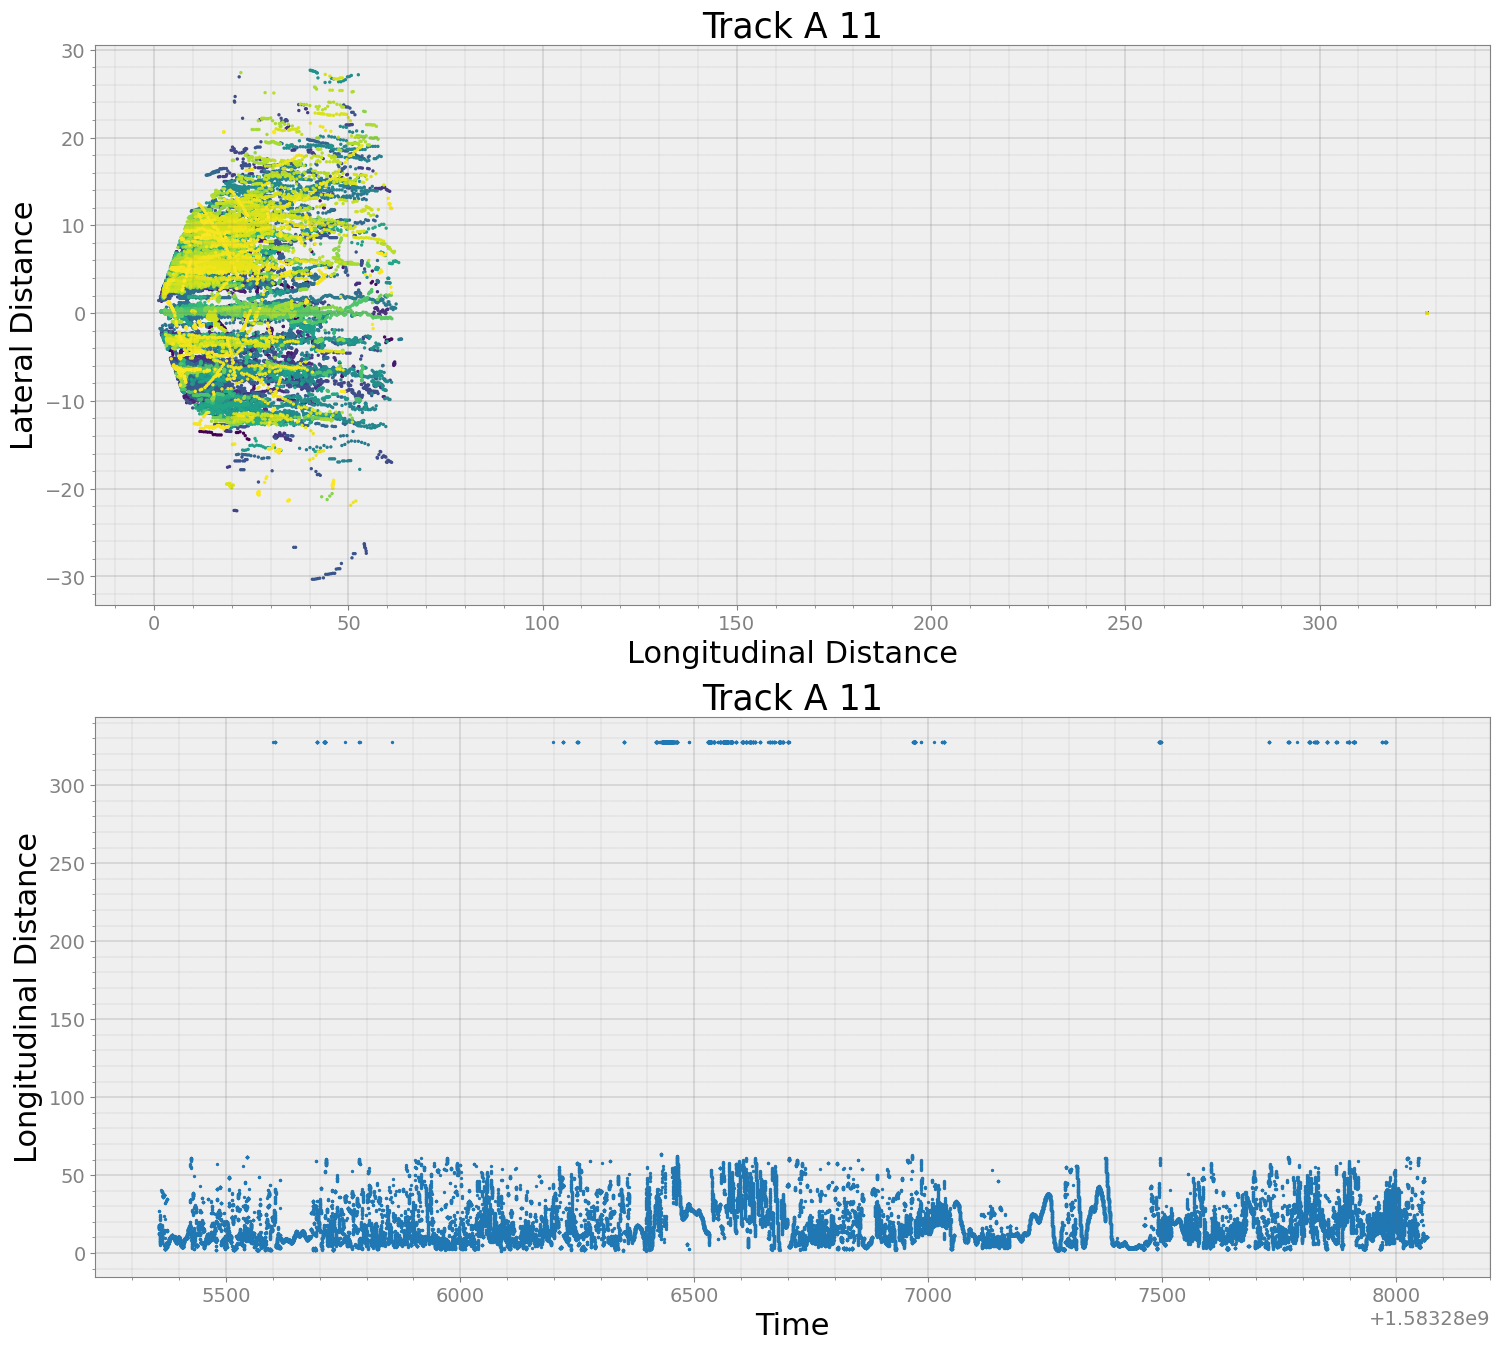 Track A 11
30
20
10
0
−10
−20
−30
Lateral Distance
0 50 100 150 200 250 300
Longitudinal Distance
Track A 11
300
250
200
150
100
50
0
Longitudinal Distance
5500 6000 6500 7000 7500 8000
+1.58328e9
Time